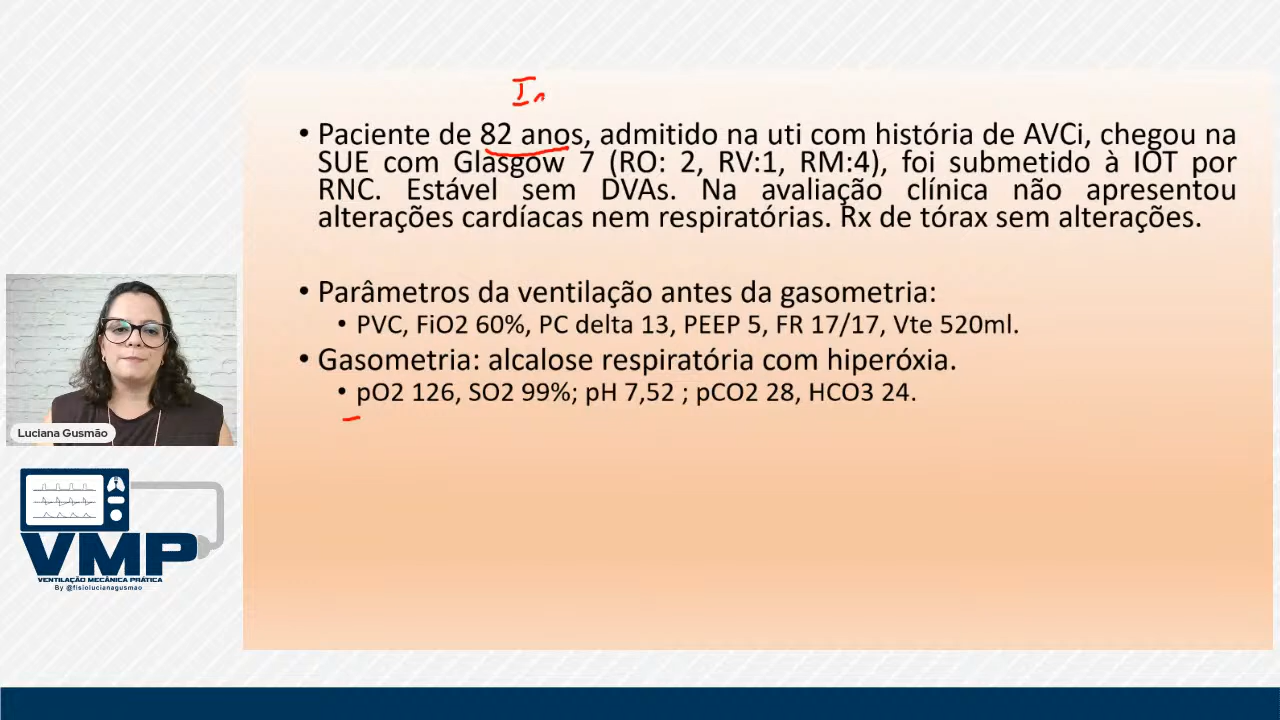 • Paciente de 82 anos, admitido na uti com história de AVCi, chegou na
SUE com Glasgow 7 (RO: 2, RV:1, RM:4), foi submetido à IOT por
RNC. Estável sem DVAs. Na avaliação clínica não apresentou
alterações cardíacas nem respiratórias. Rx de tórax sem alterações.
• Parâmetros da ventilação antes da gasometria:
• PVC, FiO2 60%, PC delta 13, PEEP 5, FR 17/17, Vte 520ml.
• Gasometria: alcalose respiratória com hiperóxia.
• pO2 126, SO2 99%; pH 7,52 ; pCO2 28, HCO3 24.
Luciana Gusmão
VMP
VENTILAÇÃO MECÂNICA PRÁTICA
By @fisiolucianagusmao